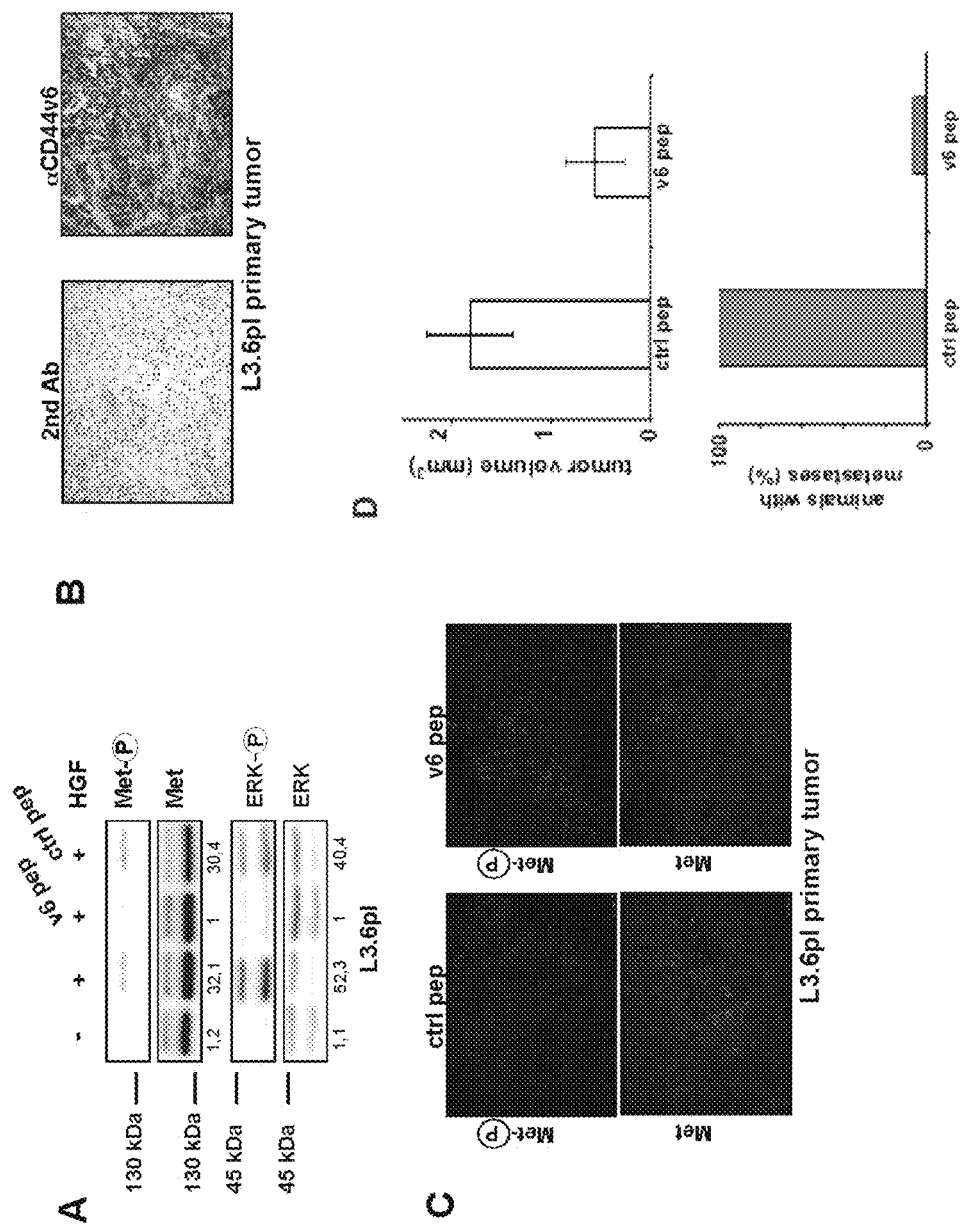 A
v6 pep
ctrl pep
- + + + HGF
130 kDa
Met-P
130 kDa
Met
1,2 32,1 1 30,4
45 kDa
ERK-P
45 kDa
ERK
1,1 52,3 1 40,4
L3.6pl
B
2nd Ab
αCD44v6
L3.6pl primary tumor
C
ctrl pep
v6 pep
Met-P
Met-P
Met
Met
L3.6pl primary tumor
D
tumor volume (mm³)
2
1
0
ctrl pep
v6 pep
animals with
metastases (%)
100
0
ctrl pep
v6 pep